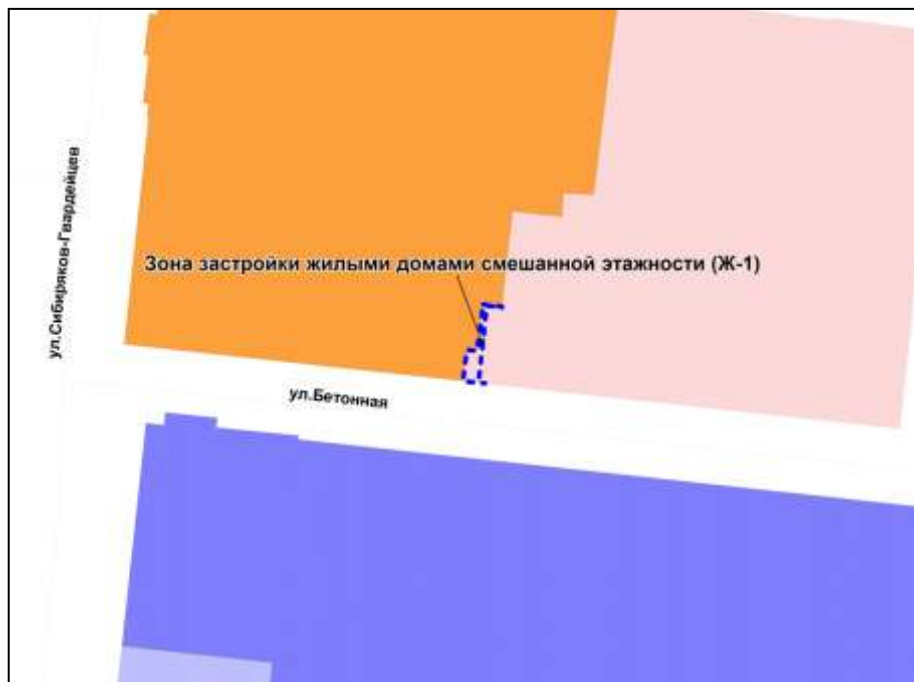 ул.Сибиряков-Гвардейцев
Зона застройки жилыми домами смешанной этажности (Ж-1)
ул.Бетонная